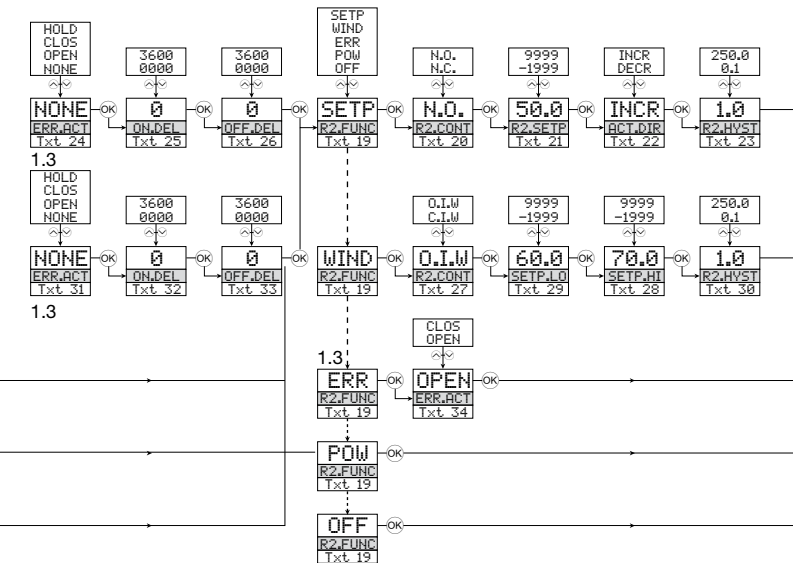 HOLD
CLOS
OPEN
NONE
NONE
ERR.ACT
Txt 24
1.3
3600
0000
0
ON.DEL
Txt 25
3600
0000
0
OFF.DEL
Txt 26
SETP
WIND
ERR
POW
OFF
SETP
R2.FUNC
Txt 19
N.O.
N.C.
N.O.
R2.CONT
Txt 20
9999
-1999
50.0
R2.SETP
Txt 21
INCR
DECR
INCR
ACT.DIR
Txt 22
250.0
0.1
1.0
R2.HYST
Txt 23
OK OK OK OK OK OK OK
HOLD
CLOS
OPEN
NONE
NONE
ERR.ACT
Txt 31
1.3
3600
0000
0
ON.DEL
Txt 32
3600
0000
0
OFF.DEL
Txt 33
WIND
R2.FUNC
Txt 19
O.I.W
C.I.W
O.I.W
R2.CONT
Txt 27
9999
-1999
60.0
SETP.LO
Txt 29
9999
-1999
70.0
SETP.HI
Txt 28
250.0
0.1
1.0
R2.HYST
Txt 30
OK OK OK OK OK OK OK
1.3
ERR
R2.FUNC
Txt 19
OK
CLOS
OPEN
OPEN
ERR.ACT
Txt 34
OK
POW
R2.FUNC
Txt 19
OK
OFF
R2.FUNC
Txt 19
OK